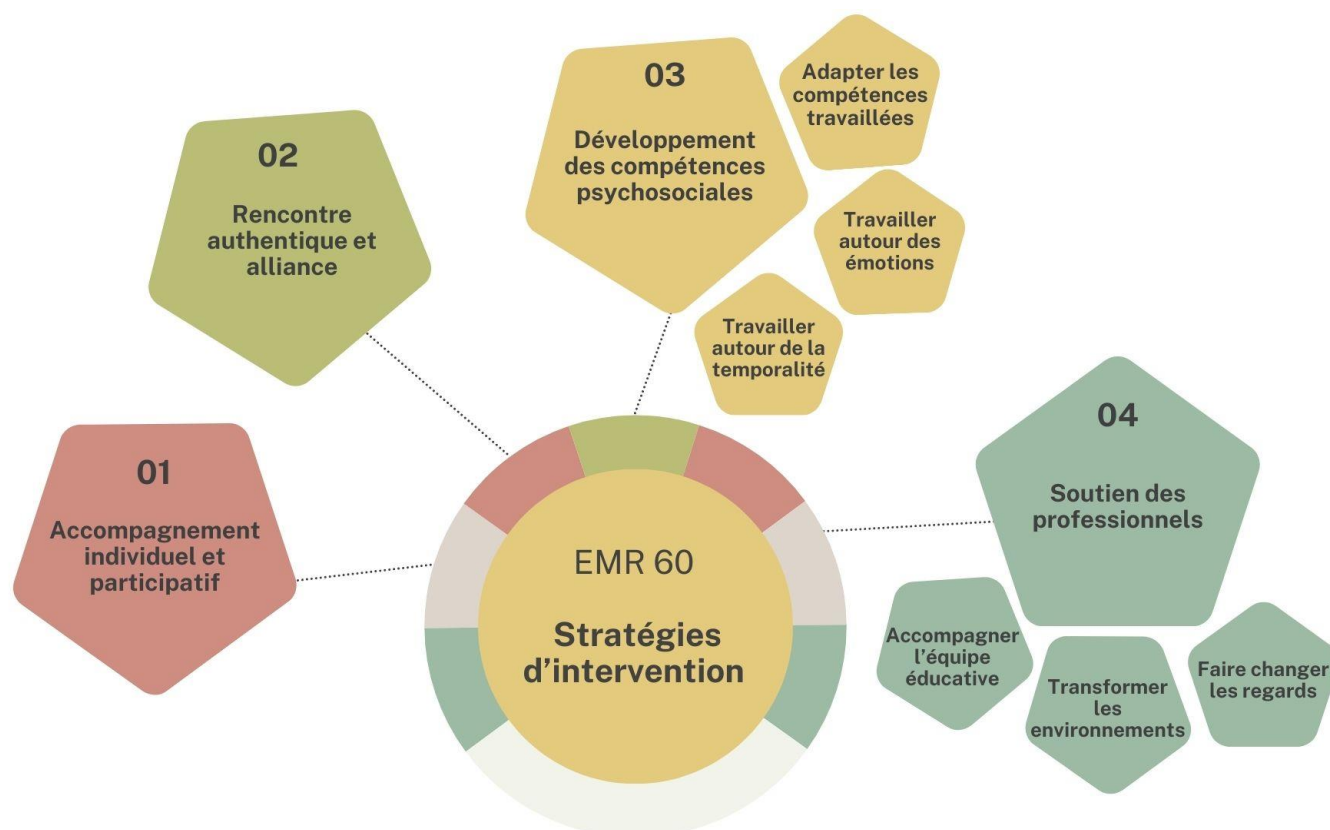 01
Accompagnement
individuel et
participatif
02
Rencontre
authentique et
alliance
03
Développement
des compétences
psychosociales
Adapter les
compétences
travaillées
Travailler
autour des
émotions
Travailler
autour de la
temporalité
04
Soutien des
professionnels
Accompagner
l’équipe
éducative
Transformer
les
environnements
Faire changer
les regards
EMR 60
Stratégies
d’intervention